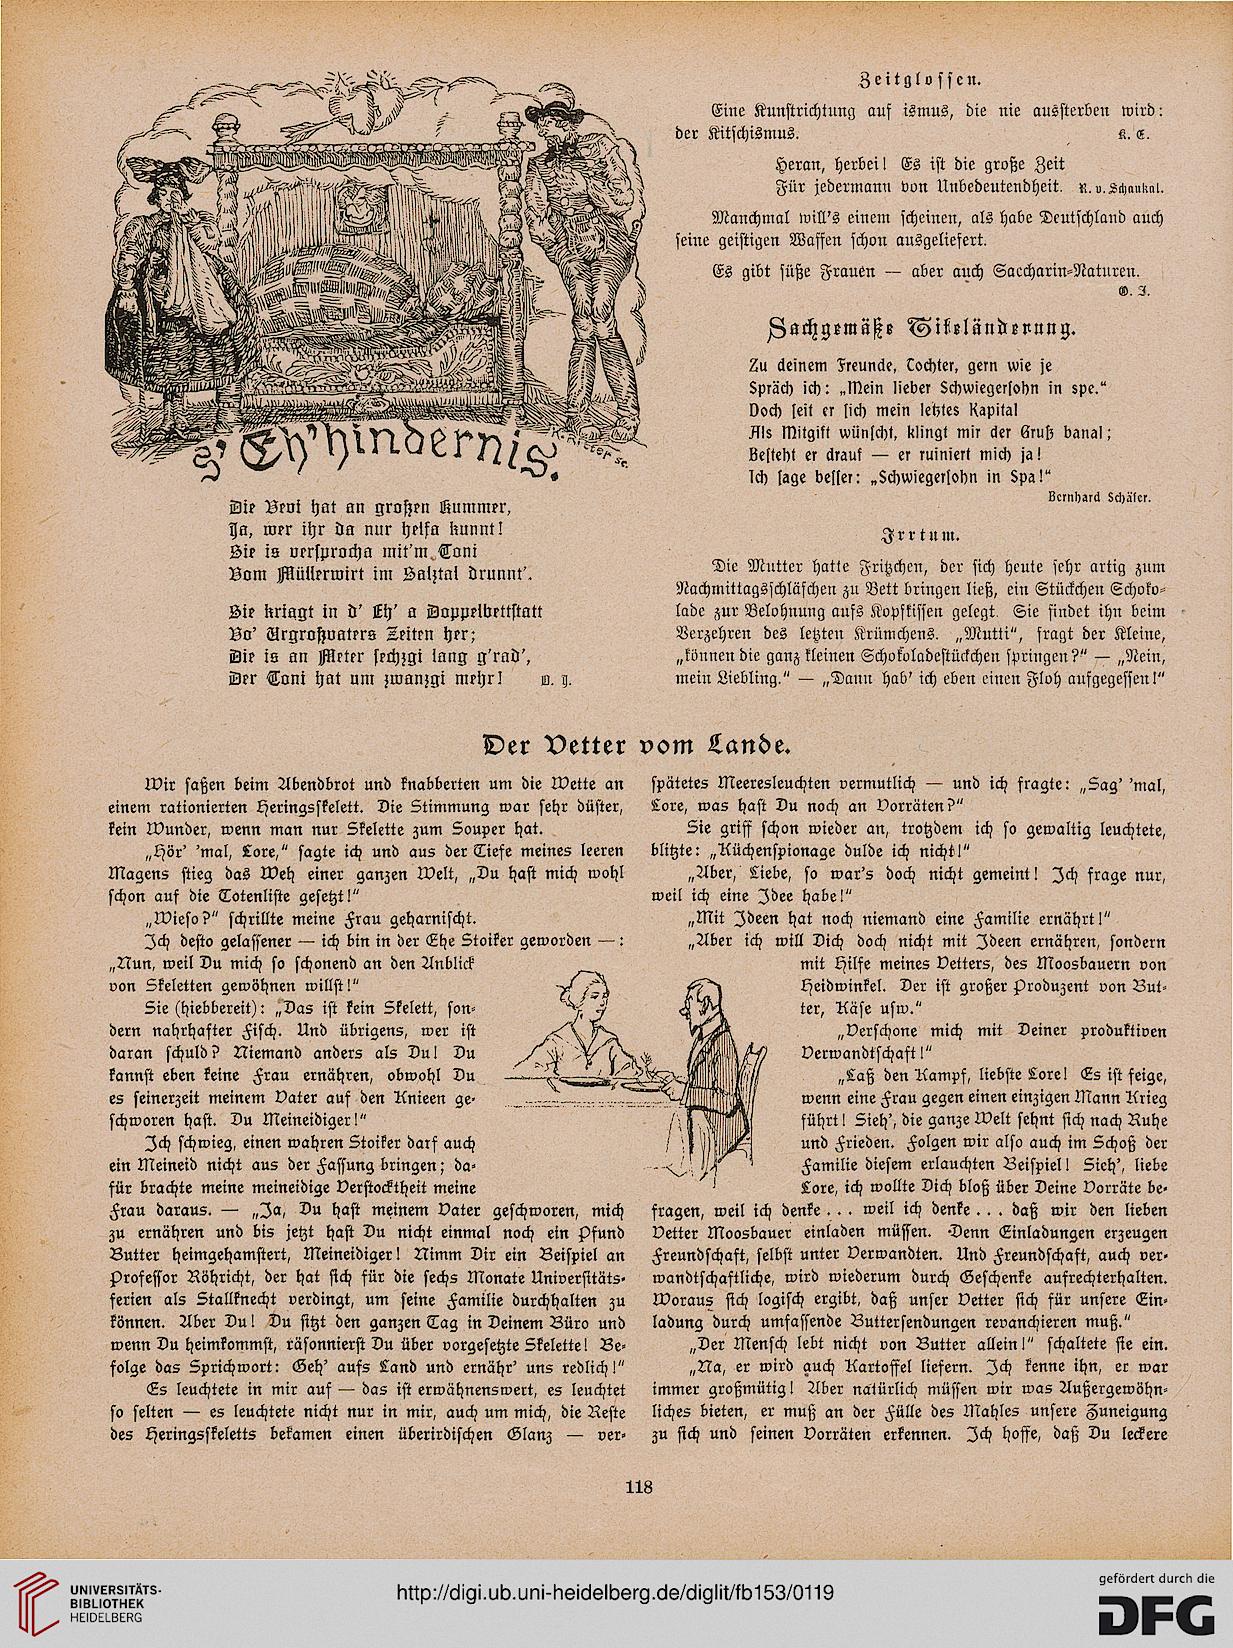 s' Eh'hindernis.
Die Vevi hat an großen Kummer,
Ja, wer ihr da nur helfa kunnt!
Sie is versprocha mit'm Toni
Vom Müllerwirt im Salztal drunnt'.
Sie kriagt in d' Eh' a Doppelbettstatt
Vo' Urgroßvaters Zeiten her;
Die is an Meter sechzgi lang g'rad',
Der Toni hat um zwanzgi mehr!
Zeitglossen.
Eine Kunstrichtung auf ismus, die nie aussterben wird:
der Kitschismus. K. E.
Heran, herbei! Es ist die große Zeit
Für jedermann von Unbedeutendheit. R. v. Schaukal.
Manchmal will's einem scheinen, als habe Deutschland auch
seine geistigen Waffen schon ausgeliefert.
Es gibt süße Frauen — aber auch Saccharin-Naturen.
O. J.
Sachgemäße Titeländerung.
Zu deinem Freunde, Tochter, gern wie je
Spräch ich: „Mein lieber Schwiegersohn in spe.“
Doch seit er sich mein letztes Kapital
Als Mitgift wünscht, klingt mir der Gruß banal;
Besteht er drauf — er ruiniert mich ja!
Ich sage besser: „Schwiegersohn in Spa!“
Bernhard Schäfer.
Irrtum.
Die Mutter hatte Fritzchen, der sich heute sehr artig zum
Nachmittagsschläfchen zu Bett bringen ließ, ein Stückchen Schoko-
lade zur Belohnung aufs Kopfkissen gelegt. Sie findet ihn beim
Verzehren des letzten Krümchens. „Mutti“, fragt der Kleine,
„können die ganz kleinen Schokoladestückchen springen?“ — „Nein,
mein Liebling.“ — „Dann hab' ich eben einen Floh aufgegessen!“
Der Vetter vom Lande.
Wir saßen beim Abendbrot und knabberten um die Wette an
einem rationierten Heringsskelett. Die Stimmung war sehr düster,
kein Wunder, wenn man nur Skelette zum Souper hat.
„Hör' 'mal, Lore,“ sagte ich und aus der Tiefe meines leeren
Magens stieg das Weh einer ganzen Welt, „Du hast mich wohl
schon auf die Totenliste gesetzt!“
„Wieso?“ schrillte meine Frau geharnischt.
Ich desto gelassener — ich bin in der Ehe Stoiker geworden —:
„Nun, weil Du mich so schonend an den Anblick
von Skeletten gewöhnen willst!“
Sie (hiebbereit): „Das ist kein Skelett, son-
dern nahrhafter Fisch. Und übrigens, wer ist
daran schuld? Niemand anders als Du! Du
kannst eben keine Frau ernähren, obwohl Du
es seinerzeit meinem Vater auf den Knieen ge-
schworen hast. Du Meineidiger!“
Ich schwieg, einen wahren Stoiker darf auch
ein Meineid nicht aus der Fassung bringen; da-
für brachte meine meineidige Verstocktheit meine
Frau daraus. — „Ja, Du hast meinem Vater geschworen, mich
zu ernähren und bis jetzt hast Du nicht einmal noch ein Pfund
Butter heimgehamstert, Meineidiger! Nimm Dir ein Beispiel an
Professor Röhricht, der hat sich für die sechs Monate Universitäts-
ferien als Stallknecht verdingt, um seine Familie durchhalten zu
können. Aber Du! Du sitzt den ganzen Tag in Deinem Büro und
wenn Du heimkommst, räsonnierst Du über vorgesetzte Skelette! Be-
folge das Sprichwort: Geh' aufs Land und ernähr' uns redlich!“
Es leuchtete in mir auf — das ist erwähnenswert, es leuchtet
so selten — es leuchtete nicht nur in mir, auch um mich, die Reste
des Heringsskeletts bekamen einen überirdischen Glanz — ver-
spätetes Meeresleuchten vermutlich — und ich fragte: „Sag' 'mal,
Lore, was hast Du noch an Vorräten?“
Sie griff schon wieder an, trotzdem ich so gewaltig leuchtete,
blitzte: „Küchenspionage dulde ich nicht!“
„Aber, Liebe, so war's doch nicht gemeint! Ich frage nur,
weil ich eine Idee habe!“
„Mit Ideen hat noch niemand eine Familie ernährt!“
„Aber ich will Dich doch nicht mit Ideen ernähren, sondern
mit Hilfe meines Vetters, des Moosbauern von
Heidwinkel. Der ist großer Produzent von But-
ter, Käse usw.“
„Verschone mich mit Deiner produktiven
Verwandtschaft!“
„Laß den Kampf, liebste Lore! Es ist feige,
wenn eine Frau gegen einen einzigen Mann Krieg
führt! Sieh', die ganze Welt sehnt sich nach Ruhe
und Frieden. Folgen wir also auch im Schoß der
Familie diesem erlauchten Beispiel! Sieh', liebe
Lore, ich wollte Dich bloß über Deine Vorräte be-
fragen, weil ich denke... weil ich denke... daß wir den lieben
Vetter Moosbauer einladen müssen. Denn Einladungen erzeugen
Freundschaft, selbst unter Verwandten. Und Freundschaft, auch ver-
wandtschaftliche, wird wiederum durch Geschenke aufrechterhalten.
Woraus sich logisch ergibt, daß unser Vetter sich für unsere Ein-
ladung durch umfassende Buttersendungen revanchieren muß.“
„Der Mensch lebt nicht von Butter allein!“ schaltete sie ein.
„Na, er wird auch Kartoffel liefern. Ich kenne ihn, er war
immer großmütig! Aber natürlich müssen wir was Außergewöhn-
liches bieten, er muß an der Fülle des Mahles unsere Zuneigung
zu sich und seinen Vorräten erkennen. Ich hoffe, daß Du leckere
118
UNIVERSITÄTS-
BIBLIOTHEK
HEIDELBERG
http://digi.ub.uni-heidelberg.de/diglit/fb153/0119
gefördert durch die
DFG